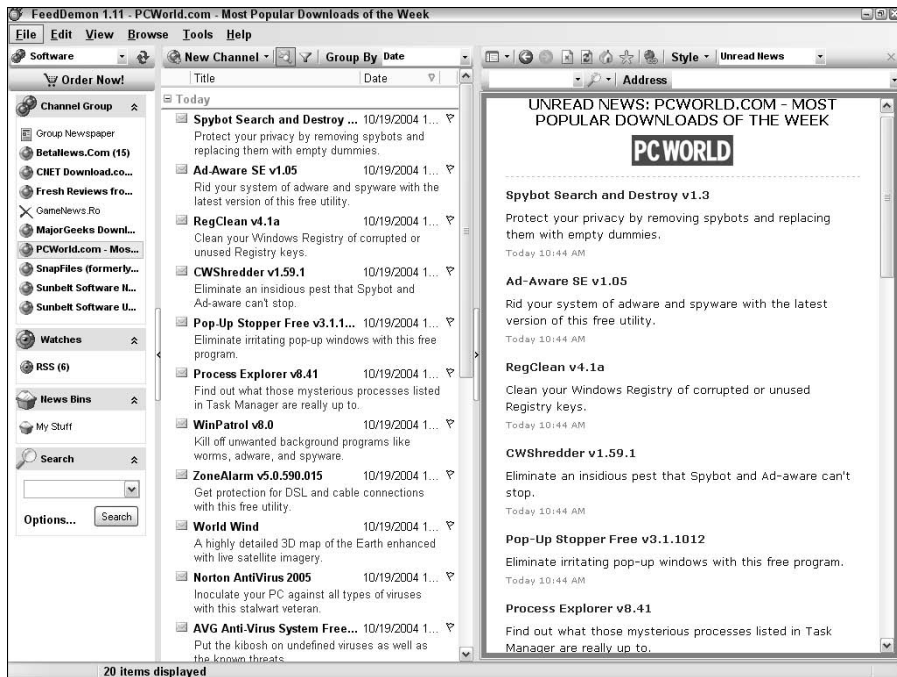 FeedDemon 1.11 - PCWorld.com - Most Popular Downloads of the Week
File Edit View Browse Tools Help
Software
Order Now!
Channel Group
Group Newspaper
BetaNews.Com (15)
CNET Download.co...
Fresh Reviews fro...
GameNews.Ro
MajorGeeks Downl...
PCWorld.com - Mos...
SnapFiles (formerly...
Sunbelt Software N...
Sunbelt Software U...
Watches
RSS (6)
News Bins
My Stuff
Search
Options... Search
New Channel Group By Date
Title Date
Today
Spybot Search and Destroy ... 10/19/2004 1...
Protect your privacy by removing spybots and
replacing them with empty dummies.
Ad-Aware SE v1.05 10/19/2004 1...
Rid your system of adware and spyware with the
latest version of this free utility.
RegClean v4.1a 10/19/2004 1...
Clean your Windows Registry of corrupted or
unused Registry keys.
CWShredder v1.59.1 10/19/2004 1...
Eliminate an insidious pest that Spybot and
Ad-aware can't stop.
Pop-Up Stopper Free v3.1.1... 10/19/2004 1...
Eliminate irritating pop-up windows with this free
program.
Process Explorer v8.41 10/19/2004 1...
Find out what those mysterious processes listed
in Task Manager are really up to.
WinPatrol v8.0 10/19/2004 1...
Kill off unwanted background programs like
worms, adware, and spyware.
ZoneAlarm v5.0.590.015 10/19/2004 1...
Get protection for DSL and cable connections
with this free utility.
World Wind 10/19/2004 1...
A highly detailed 3D map of the Earth enhanced
with live satellite imagery.
Norton AntiVirus 2005 10/19/2004 1...
Inoculate your PC against all types of viruses
with this stalwart veteran.
AVG Anti-Virus System Free... 10/19/2004 1...
Put the kibosh on undefined viruses as well as
the known threats.
Style Unread News
Address
UNREAD NEWS: PCWORLD.COM - MOST
POPULAR DOWNLOADS OF THE WEEK
PC WORLD
Spybot Search and Destroy v1.3
Protect your privacy by removing spybots and replacing
them with empty dummies.
Today 10:44 AM
Ad-Aware SE v1.05
Rid your system of adware and spyware with the latest
version of this free utility.
Today 10:44 AM
RegClean v4.1a
Clean your Windows Registry of corrupted or unused
Registry keys.
Today 10:44 AM
CWShredder v1.59.1
Eliminate an insidious pest that Spybot and Ad-aware can't
stop.
Today 10:44 AM
Pop-Up Stopper Free v3.1.1012
Eliminate irritating pop-up windows with this free program.
Today 10:44 AM
Process Explorer v8.41
Find out what those mysterious processes listed in Task
Manager are really up to.
20 items displayed